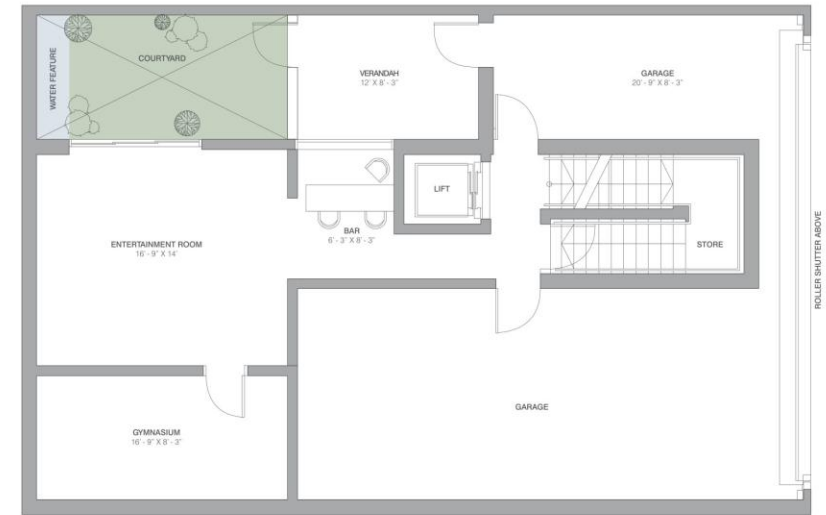 WATER FEATURE
COURTYARD
VERANDAH
12' X 8' - 3"
GARAGE
20' - 9" X 8' - 3"
LIFT
BAR
6' - 3" X 8' - 3"
STORE
ENTERTAINMENT ROOM
16' - 9" X 14'
ROLLER SHUTTER ABOVE
GARAGE
GYMNASIUM
16' - 9" X 8' - 3"